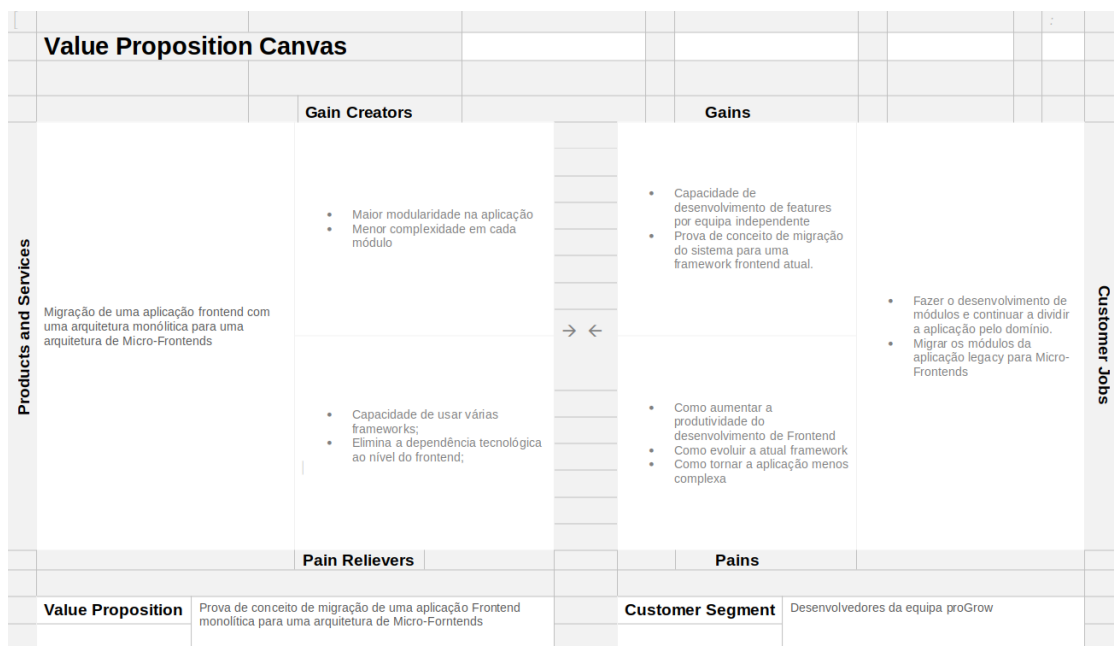 Value Proposition Canvas
Gain Creators
Gains
Products and Services
Migração de uma aplicação frontend com
uma arquitetura monólitica para uma
arquitetura de Micro-Frontends
• Maior modularidade na aplicação
• Menor complexidade em cada
módulo
• Capacidade de usar várias
frameworks;
• Elimina a dependência tecnológica
ao nível do frontend;
→ ←
• Capacidade de
desenvolvimento de features
por equipa independente
• Prova de conceito de migração
do sistema para uma
framework frontend atual.
• Como aumentar a
produtividade do
desenvolvimento de Frontend
• Como evoluir a atual framework
• Como tornar a aplicação menos
complexa
• Fazer o desenvolvimento de
módulos e continuar a dividir
a aplicação pelo domínio.
• Migrar os módulos da
aplicação legacy para Micro-
Frontends
Customer Jobs
Pain Relievers
Pains
Value Proposition
Prova de conceito de migração de uma aplicação Frontend
monolítica para uma arquitetura de Micro-Forntends
Customer Segment
Desenvolvedores da equipa proGrow